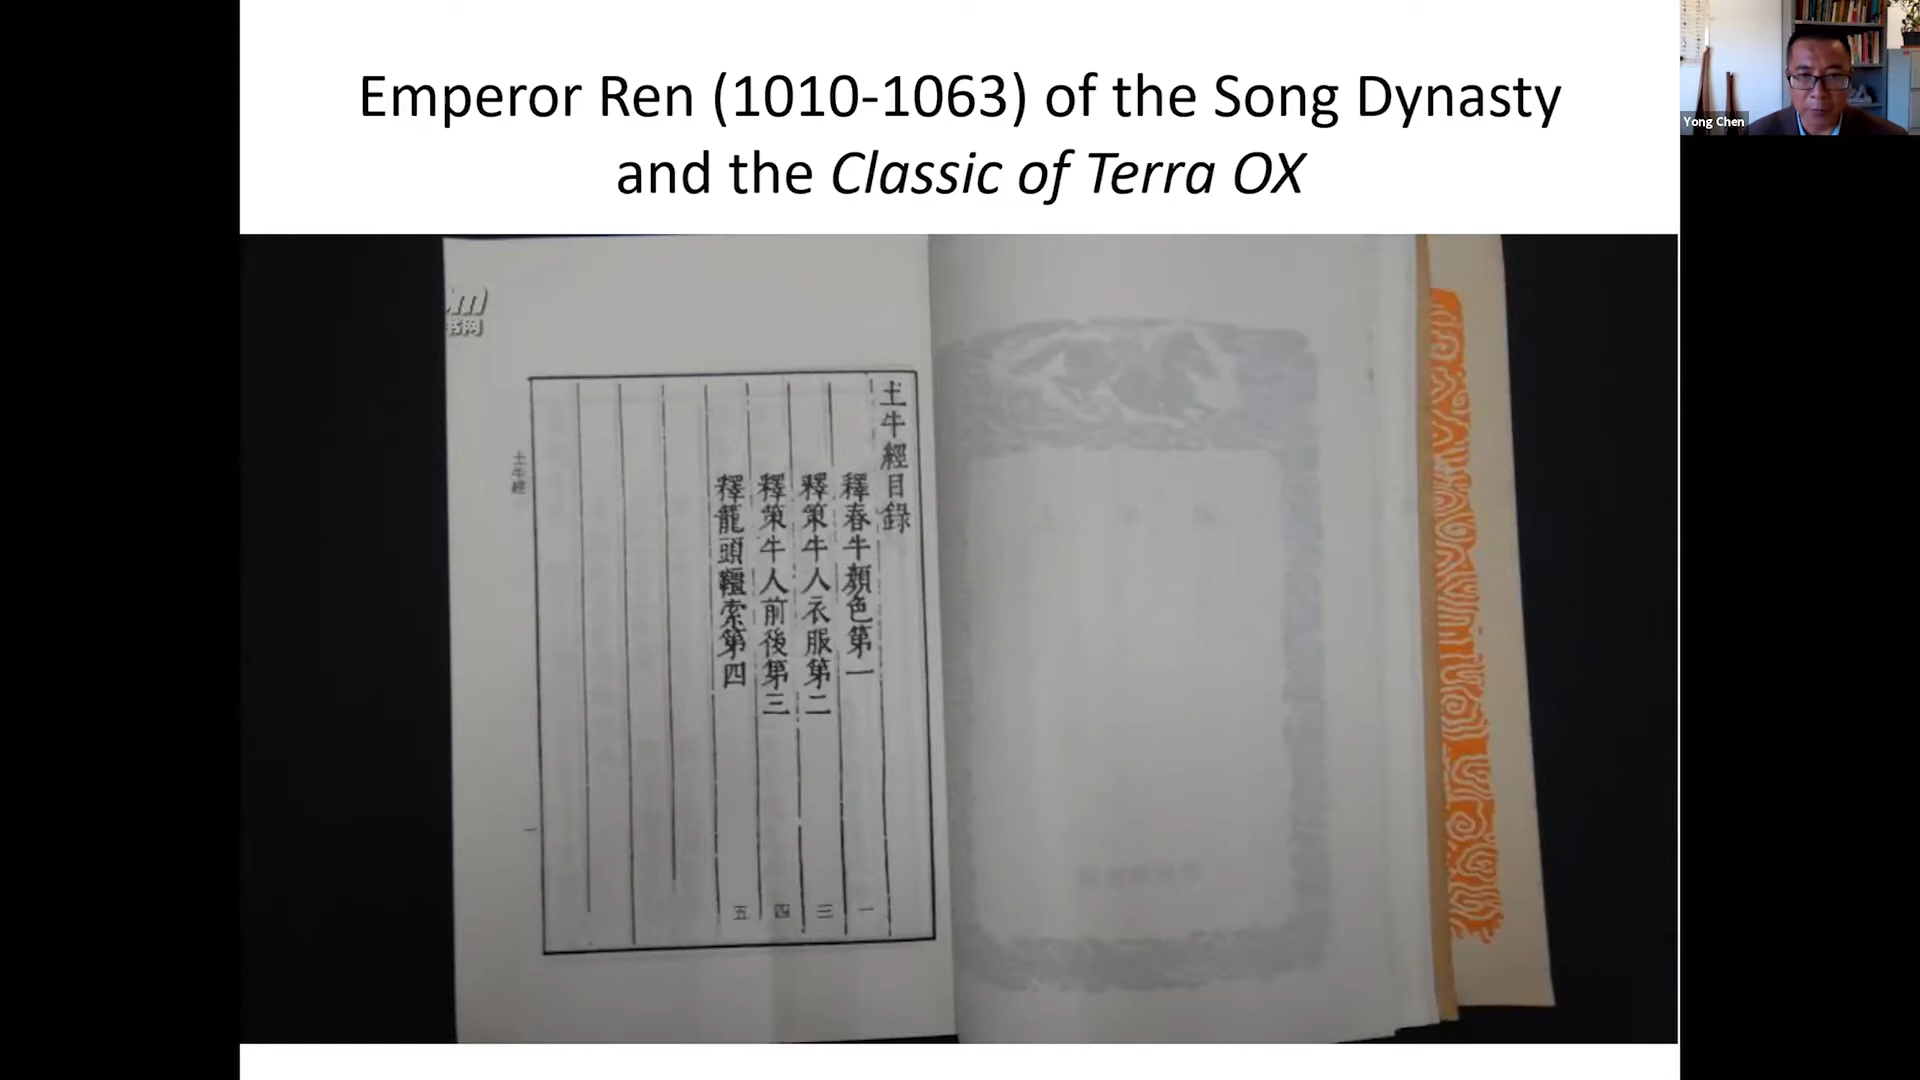 Emperor Ren (1010-1063) of the Song Dynasty
and the Classic of Terra OX
Yong Chen
书网
土牛經目錄
釋春牛顏色第一 一
釋策牛人衣服第二 三
釋策牛人前後第三 四
釋籠頭韁索第四 五
土牛經
一